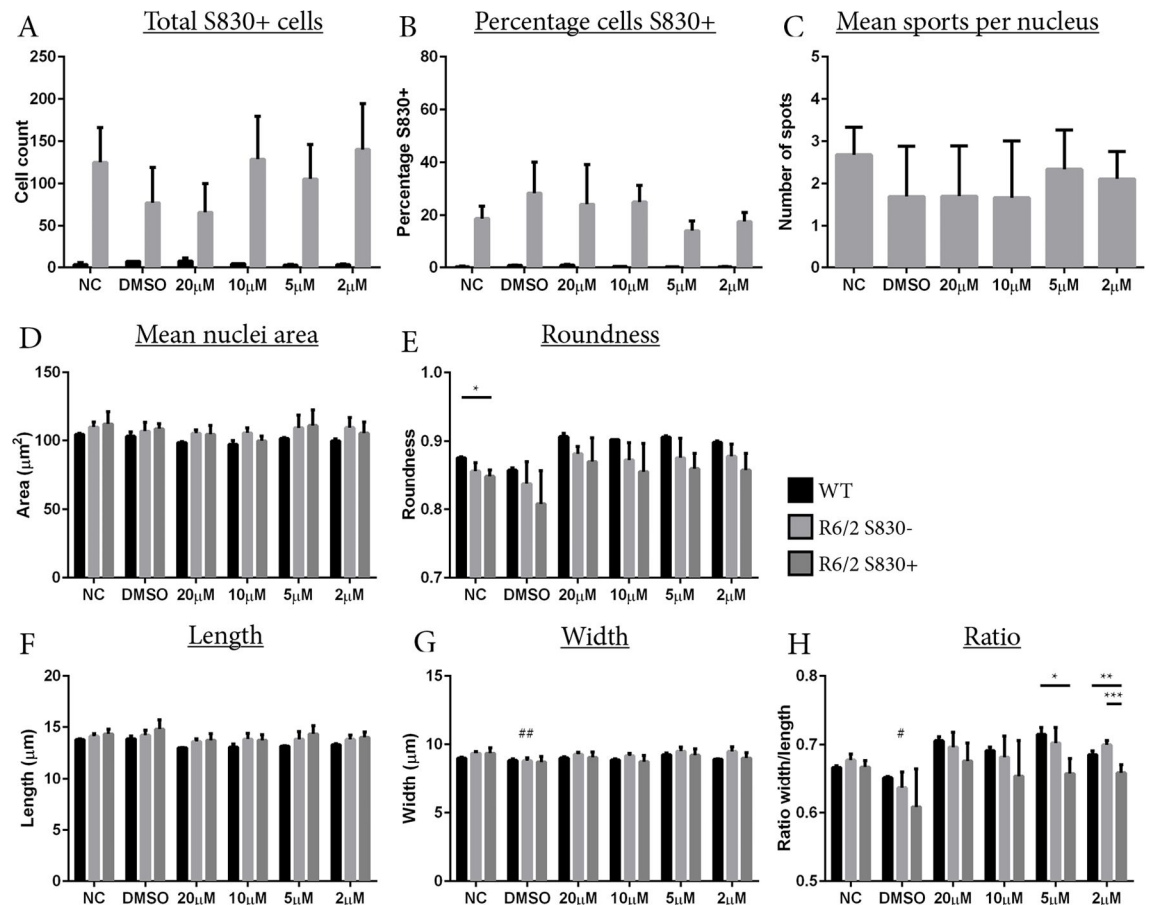 A Total S830+ cells
Cell count
250
200
150
100
50
0
NC DMSO 20μM 10μM 5μM 2μM
B Percentage cells S830+
Percentage S830+
80
60
40
20
0
NC DMSO 20μM 10μM 5μM 2μM
C Mean sports per nucleus
Number of spots
5
4
3
2
1
0
NC DMSO 20μM 10μM 5μM 2μM
D Mean nuclei area
Area (μm²)
150
100
50
0
NC DMSO 20μM 10μM 5μM 2μM
E Roundness
Roundness
1.0
0.9
0.8
0.7
*
NC DMSO 20μM 10μM 5μM 2μM
WT
R6/2 S830-
R6/2 S830+
F Length
Length (μm)
20
15
10
5
0
NC DMSO 20μM 10μM 5μM 2μM
G Width
Width (μm)
15
10
5
0
##
NC DMSO 20μM 10μM 5μM 2μM
H Ratio
Ratio width/length
0.8
0.7
0.6
0.5
#
*
**
***
NC DMSO 20μM 10μM 5μM 2μM